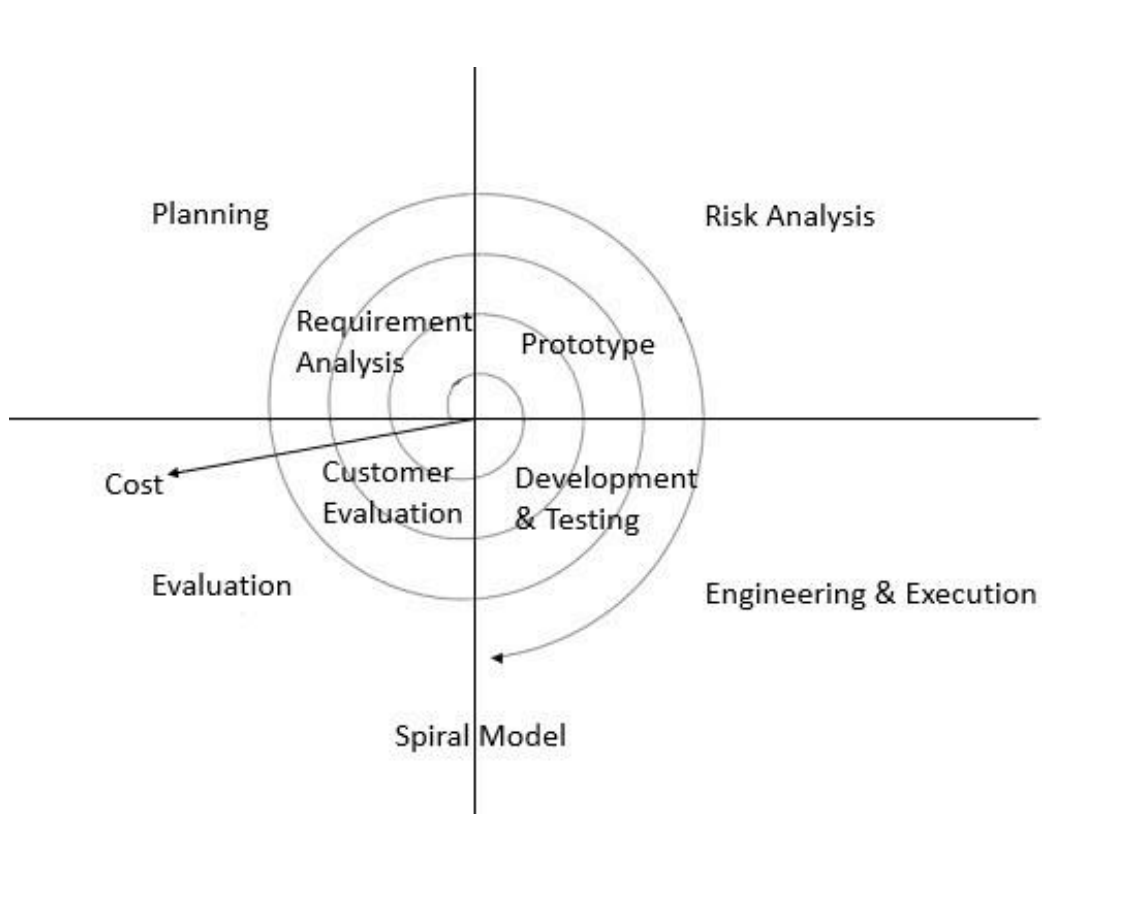 Planning
Risk Analysis
Requirement
Analysis
Prototype
Cost
Customer
Evaluation
Development
& Testing
Evaluation
Engineering & Execution
Spiral Model